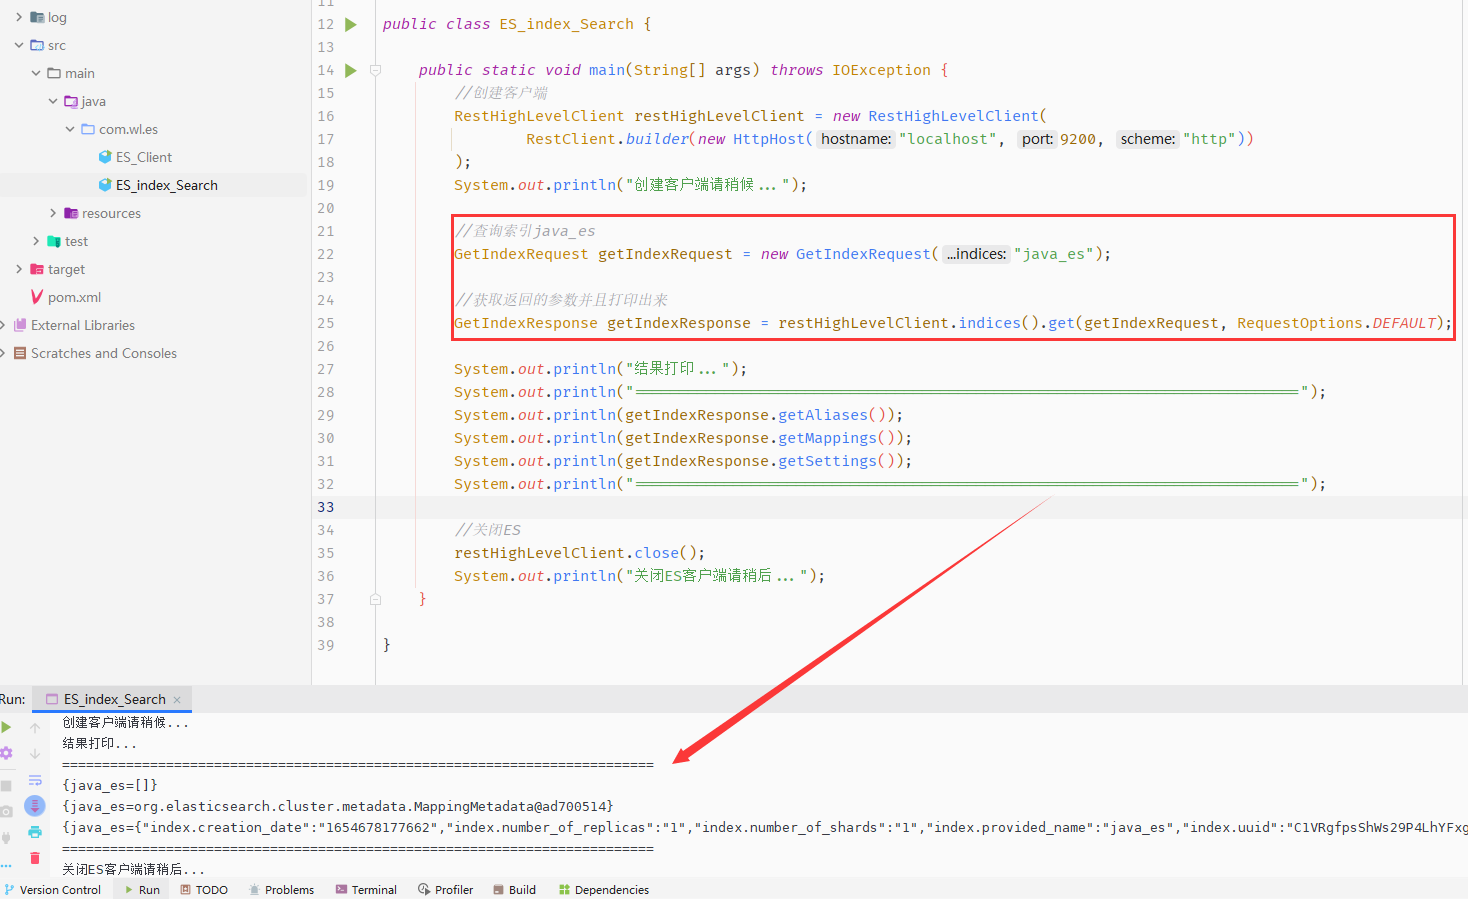 log
src
main
java
com.wl.es
ES_Client
ES_index_Search
resources
test
target
pom.xml
External Libraries
Scratches and Consoles
11
12 public class ES_index_Search {
13
14 public static void main(String[] args) throws IOException {
15 //创建客户端
16 RestHighLevelClient restHighLevelClient = new RestHighLevelClient(
17 RestClient.builder(new HttpHost( hostname: "localhost", port: 9200, scheme: "http"))
18 );
19 System.out.println("创建客户端请稍候...");
20
21 //查询索引java_es
22 GetIndexRequest getIndexRequest = new GetIndexRequest( ...indices: "java_es");
23
24 //获取返回的参数并且打印出来
25 GetIndexResponse getIndexResponse = restHighLevelClient.indices().get(getIndexRequest, RequestOptions.DEFAULT);
26
27 System.out.println("结果打印...");
28 System.out.println("==========================================================================");
29 System.out.println(getIndexResponse.getAliases());
30 System.out.println(getIndexResponse.getMappings());
31 System.out.println(getIndexResponse.getSettings());
32 System.out.println("==========================================================================");
33
34 //关闭ES
35 restHighLevelClient.close();
36 System.out.println("关闭ES客户端请稍后...");
37 }
38
39 }
Run: ES_index_Search ×
创建客户端请稍候...
结果打印...
==========================================================================
{java_es=[]}
{java_es=org.elasticsearch.cluster.metadata.MappingMetadata@ad700514}
{java_es={"index.creation_date":"1654678177662","index.number_of_replicas":"1","index.number_of_shards":"1","index.provided_name":"java_es","index.uuid":"C1VRgfpsShWs29P4LhYFxg
==========================================================================
关闭ES客户端请稍后...
Version Control Run TODO Problems Terminal Profiler Build Dependencies